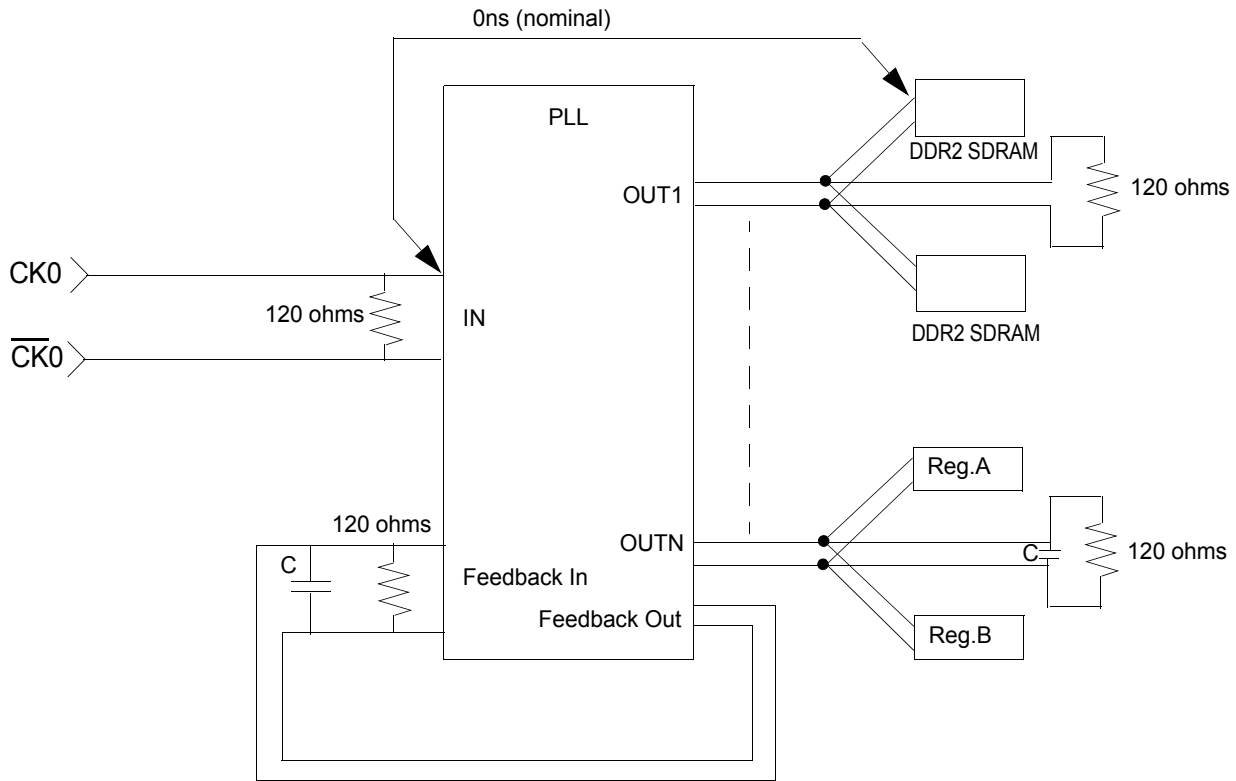 0ns (nominal)
PLL
DDR2 SDRAM
OUT1
120 ohms
CK0
120 ohms
IN
C̅K̅0
DDR2 SDRAM
Reg.A
120 ohms
OUTN
C
120 ohms
C
Feedback In
Feedback Out
Reg.B